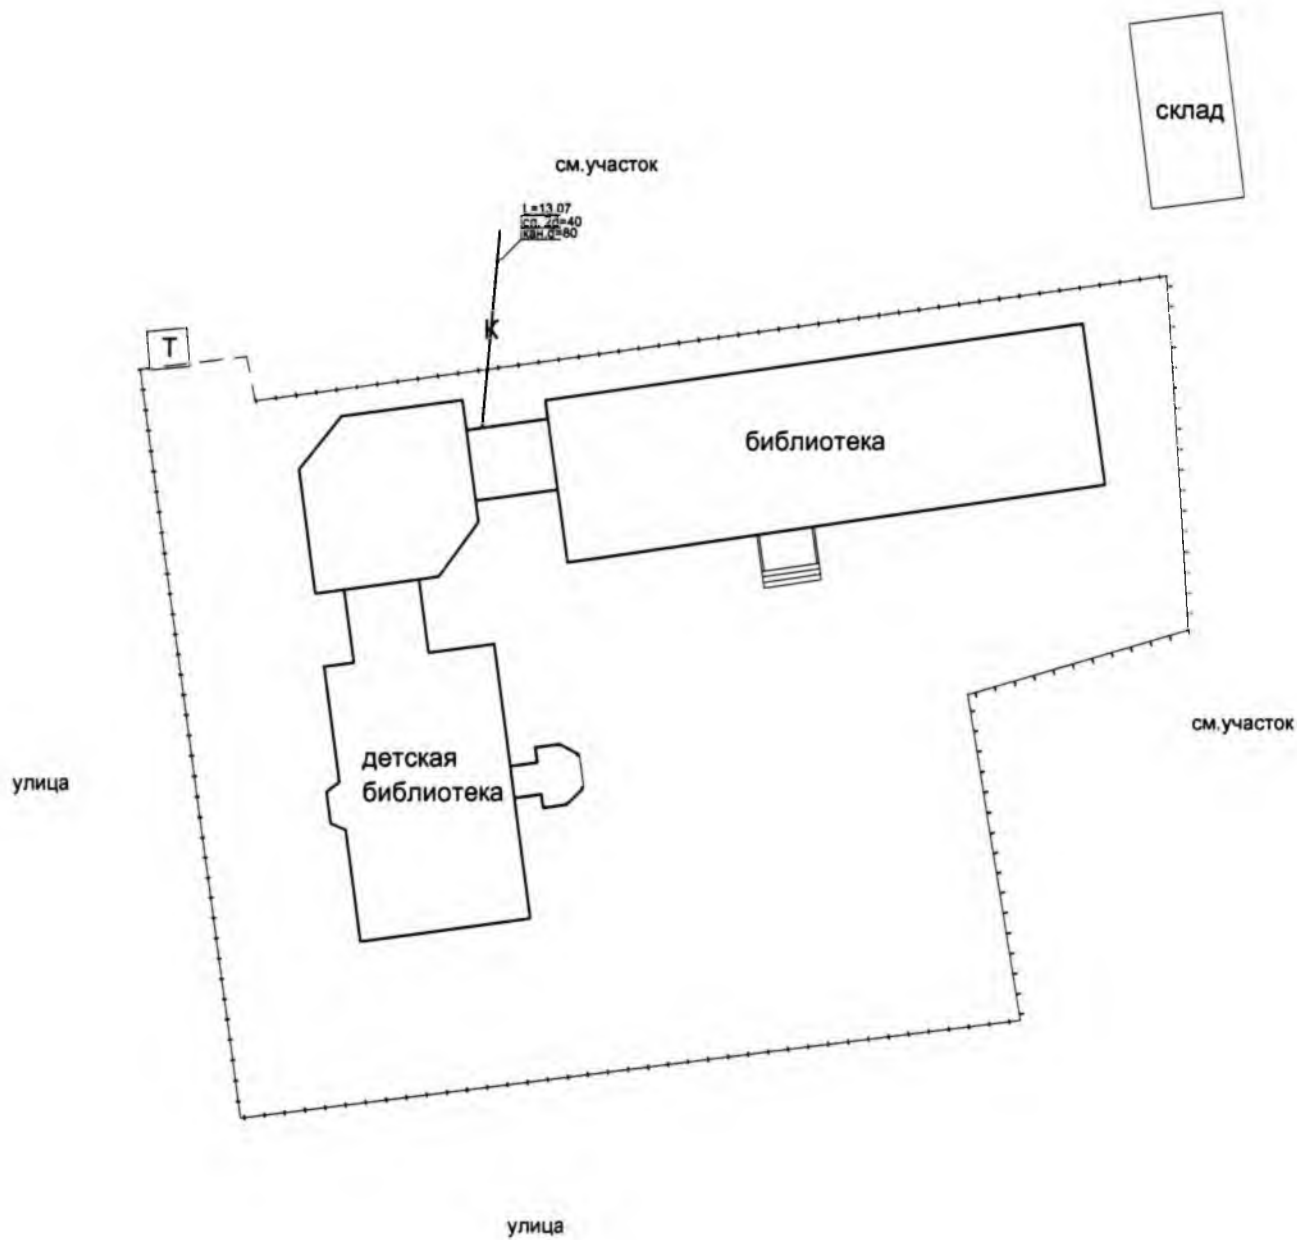 склад
см.участок
L=13.07
сп. 2d=40
кан.d=80
К
Т
библиотека
см.участок
детская
библиотека
улица
улица